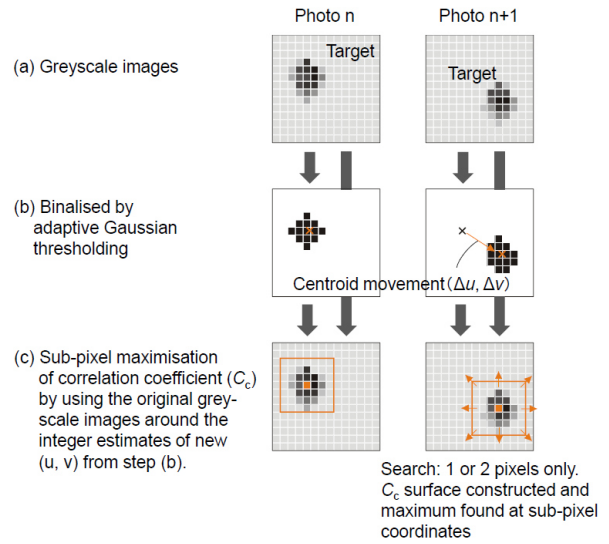 Photo n
Photo n+1
(a) Greyscale images
Target
Target
(b) Binalised by
adaptive Gaussian
thresholding
Centroid movement (Δu, Δv)
(c) Sub-pixel maximisation
of correlation coefficient (Cc)
by using the original grey-
scale images around the
integer estimates of new
(u, v) from step (b).
Search: 1 or 2 pixels only.
Cc surface constructed and
maximum found at sub-pixel
coordinates